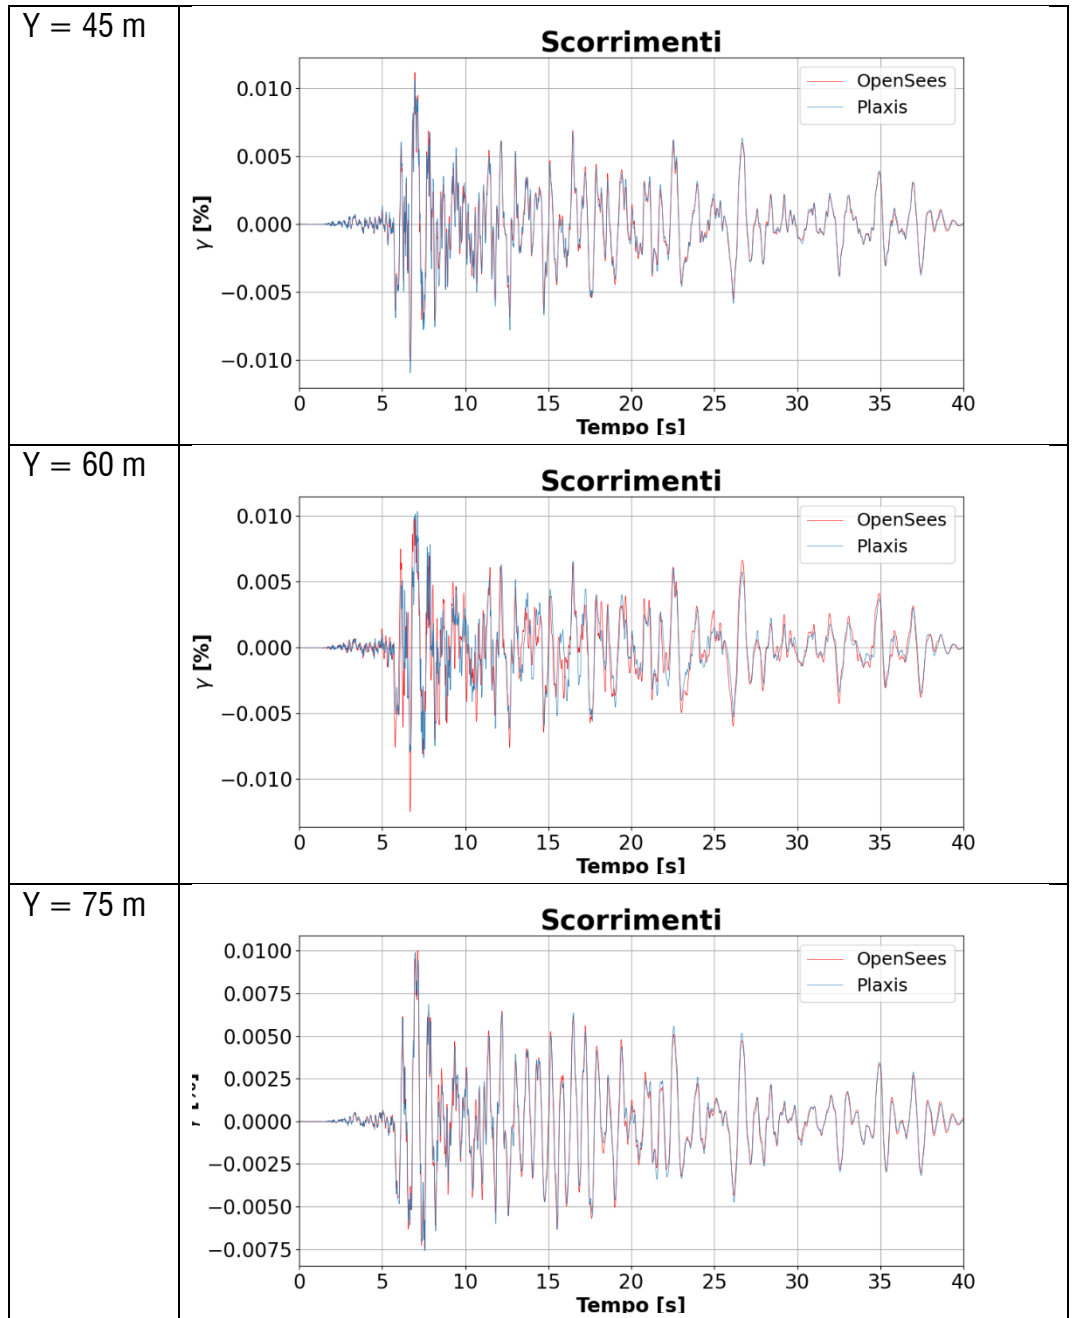 Y = 45 m
Scorrimenti
OpenSees
Plaxis
γ [%]
0.010
0.005
0.000
−0.005
−0.010
0 5 10 15 20 25 30 35 40
Tempo [s]
Y = 60 m
Scorrimenti
OpenSees
Plaxis
γ [%]
0.010
0.005
0.000
−0.005
−0.010
0 5 10 15 20 25 30 35 40
Tempo [s]
Y = 75 m
Scorrimenti
OpenSees
Plaxis
0.0100
0.0075
0.0050
0.0025
0.0000
−0.0025
−0.0050
−0.0075
0 5 10 15 20 25 30 35 40
Tempo [s]